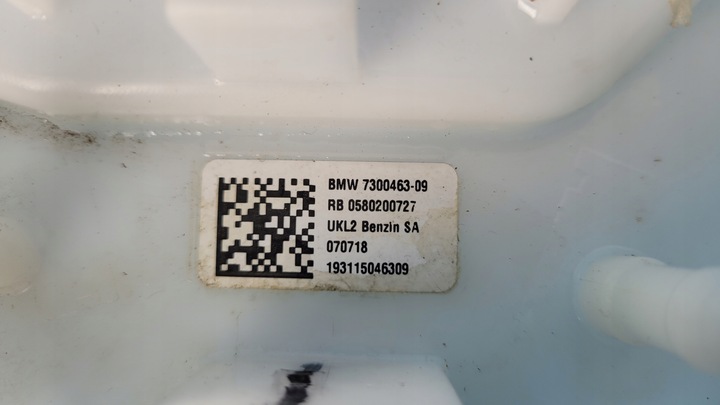 BMW 7300463-09
RB 0580200727
UKL2 Benzin SA
070718
193115046309